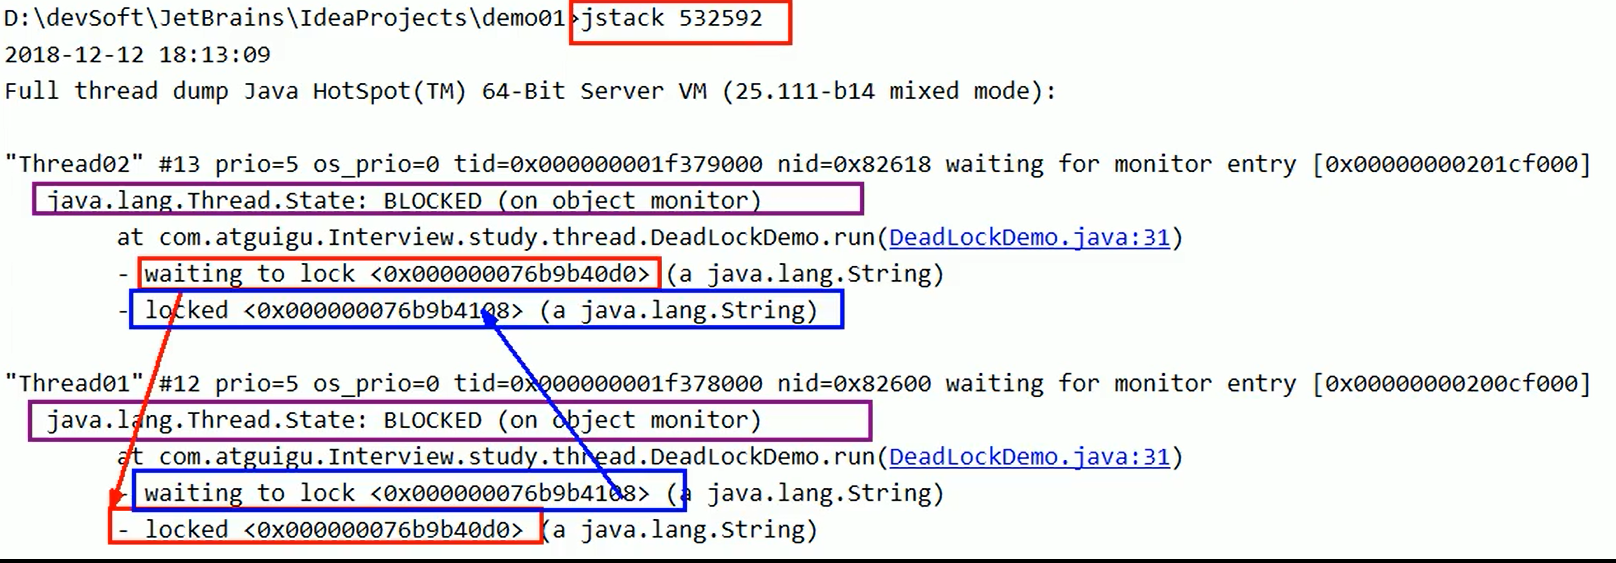 D:\devSoft\JetBrains\IdeaProjects\demo01>jstack 532592
2018-12-12 18:13:09
Full thread dump Java HotSpot(TM) 64-Bit Server VM (25.111-b14 mixed mode):
"Thread02" #13 prio=5 os_prio=0 tid=0x000000001f379000 nid=0x82618 waiting for monitor entry [0x00000000201cf000]
java.lang.Thread.State: BLOCKED (on object monitor)
at com.atguigu.Interview.study.thread.DeadLockDemo.run(DeadLockDemo.java:31)
- waiting to lock <0x000000076b9b40d0> (a java.lang.String)
- locked <0x000000076b9b4108> (a java.lang.String)
"Thread01" #12 prio=5 os_prio=0 tid=0x000000001f378000 nid=0x82600 waiting for monitor entry [0x00000000200cf000]
java.lang.Thread.State: BLOCKED (on object monitor)
at com.atguigu.Interview.study.thread.DeadLockDemo.run(DeadLockDemo.java:31)
- waiting to lock <0x000000076b9b4108> (a java.lang.String)
- locked <0x000000076b9b40d0> (a java.lang.String)